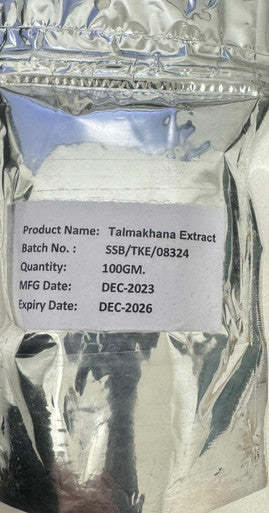 Product Name: Talmakhana Extract
Batch No. : SSB/TKE/08324
Quantity: 100GM.
MFG Date: DEC-2023
Expiry Date: DEC-2026